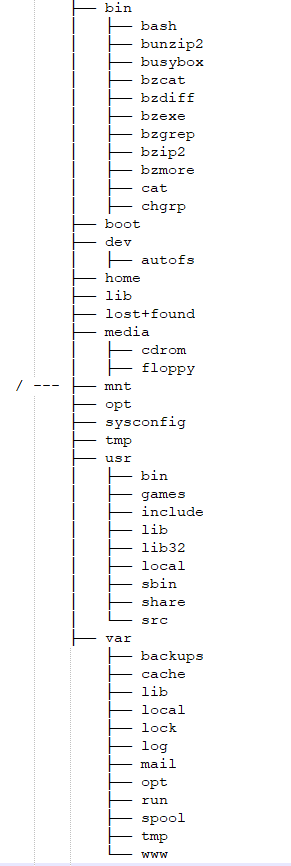 ├── bin
│   ├── bash
│   ├── bunzip2
│   ├── busybox
│   ├── bzcat
│   ├── bzdiff
│   ├── bzexe
│   ├── bzgrep
│   ├── bzip2
│   ├── bzmore
│   ├── cat
│   ├── chgrp
├── boot
├── dev
│   ├── autofs
├── home
├── lib
├── lost+found
├── media
│   ├── cdrom
│   ├── floppy
/ --- ├── mnt
├── opt
├── sysconfig
├── tmp
├── usr
│   ├── bin
│   ├── games
│   ├── include
│   ├── lib
│   ├── lib32
│   ├── local
│   ├── sbin
│   ├── share
│   └── src
├── var
    ├── backups
    ├── cache
    ├── lib
    ├── local
    ├── lock
    ├── log
    ├── mail
    ├── opt
    ├── run
    ├── spool
    ├── tmp
    └── www